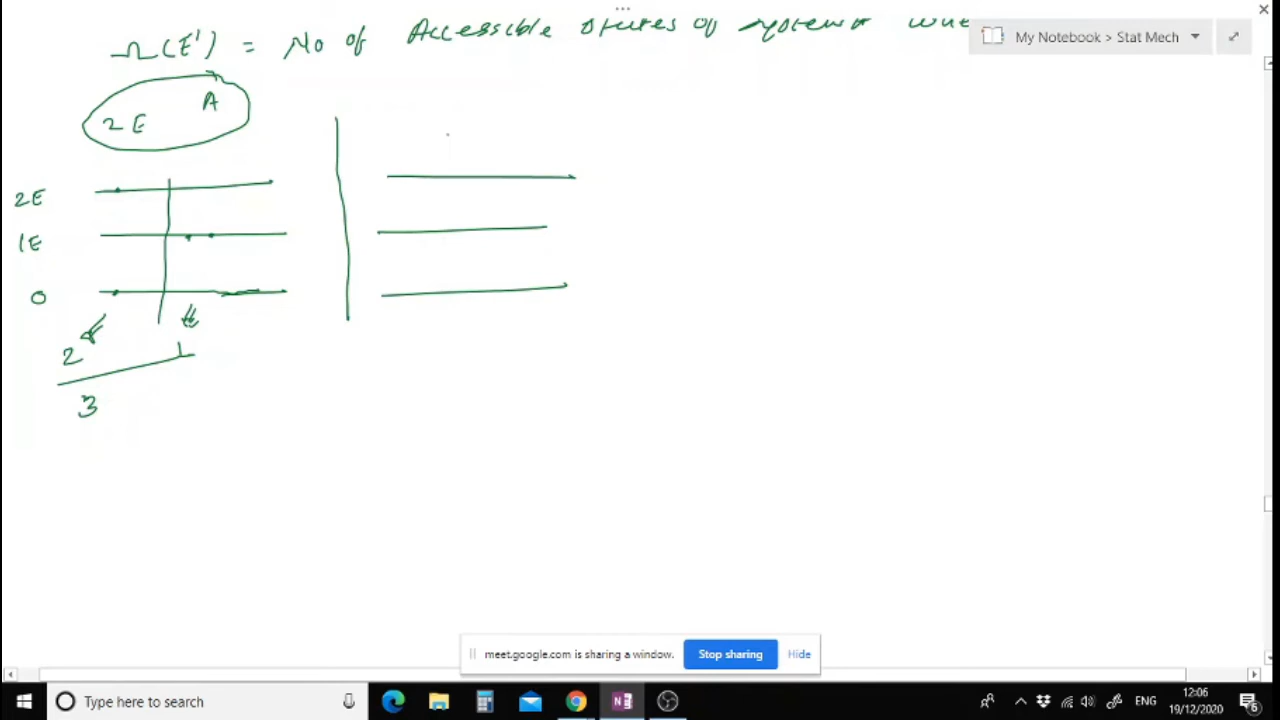 Ω(E') = No of Accessible States of system A
My Notebook > Stat Mech
A
2E
2E
1E
0
2 1
3
meet.google.com is sharing a window. Stop sharing Hide
Type here to search
ENG
12:06
19/12/2020
6